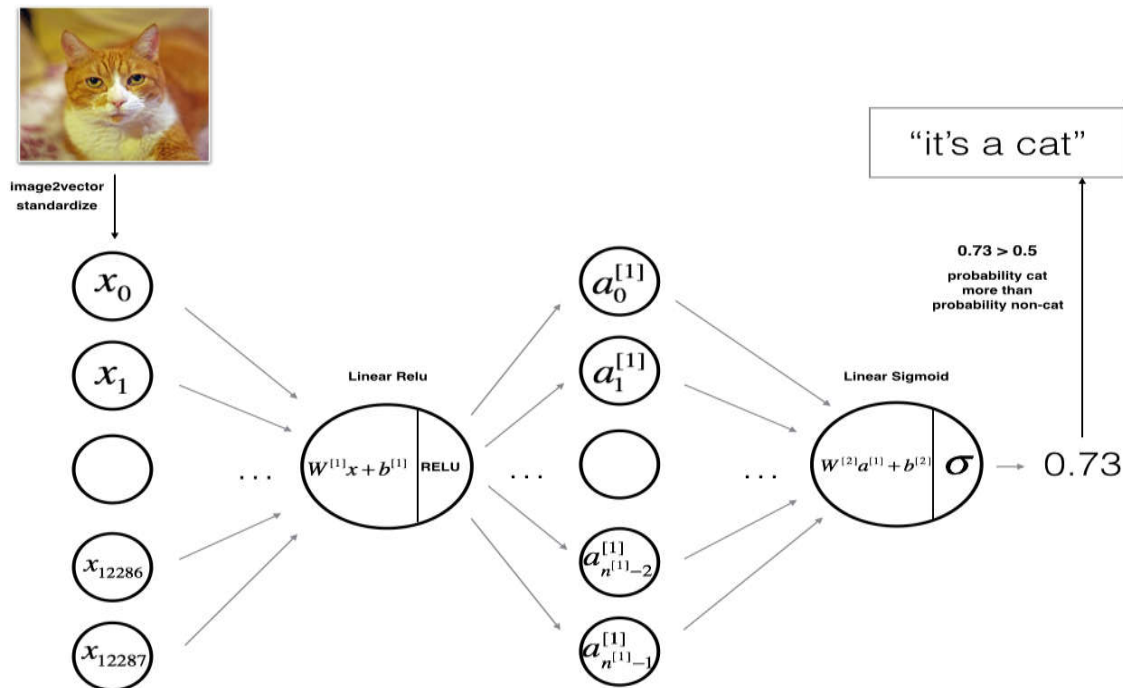 image2vector
standardize
x₀
x₁
x₁₂₂₈₆
x₁₂₂₈₇
...
Linear Relu
W^{[1]}x + b^{[1]}
RELU
...
a₀^{[1]}
a₁^{[1]}
a^{[1]}_{n^{[1]}−2}
a^{[1]}_{n^{[1]}−1}
...
Linear Sigmoid
W^{[2]}a^{[1]} + b^{[2]}
σ
0.73
0.73 > 0.5
probability cat
more than
probability non-cat
“it’s a cat”